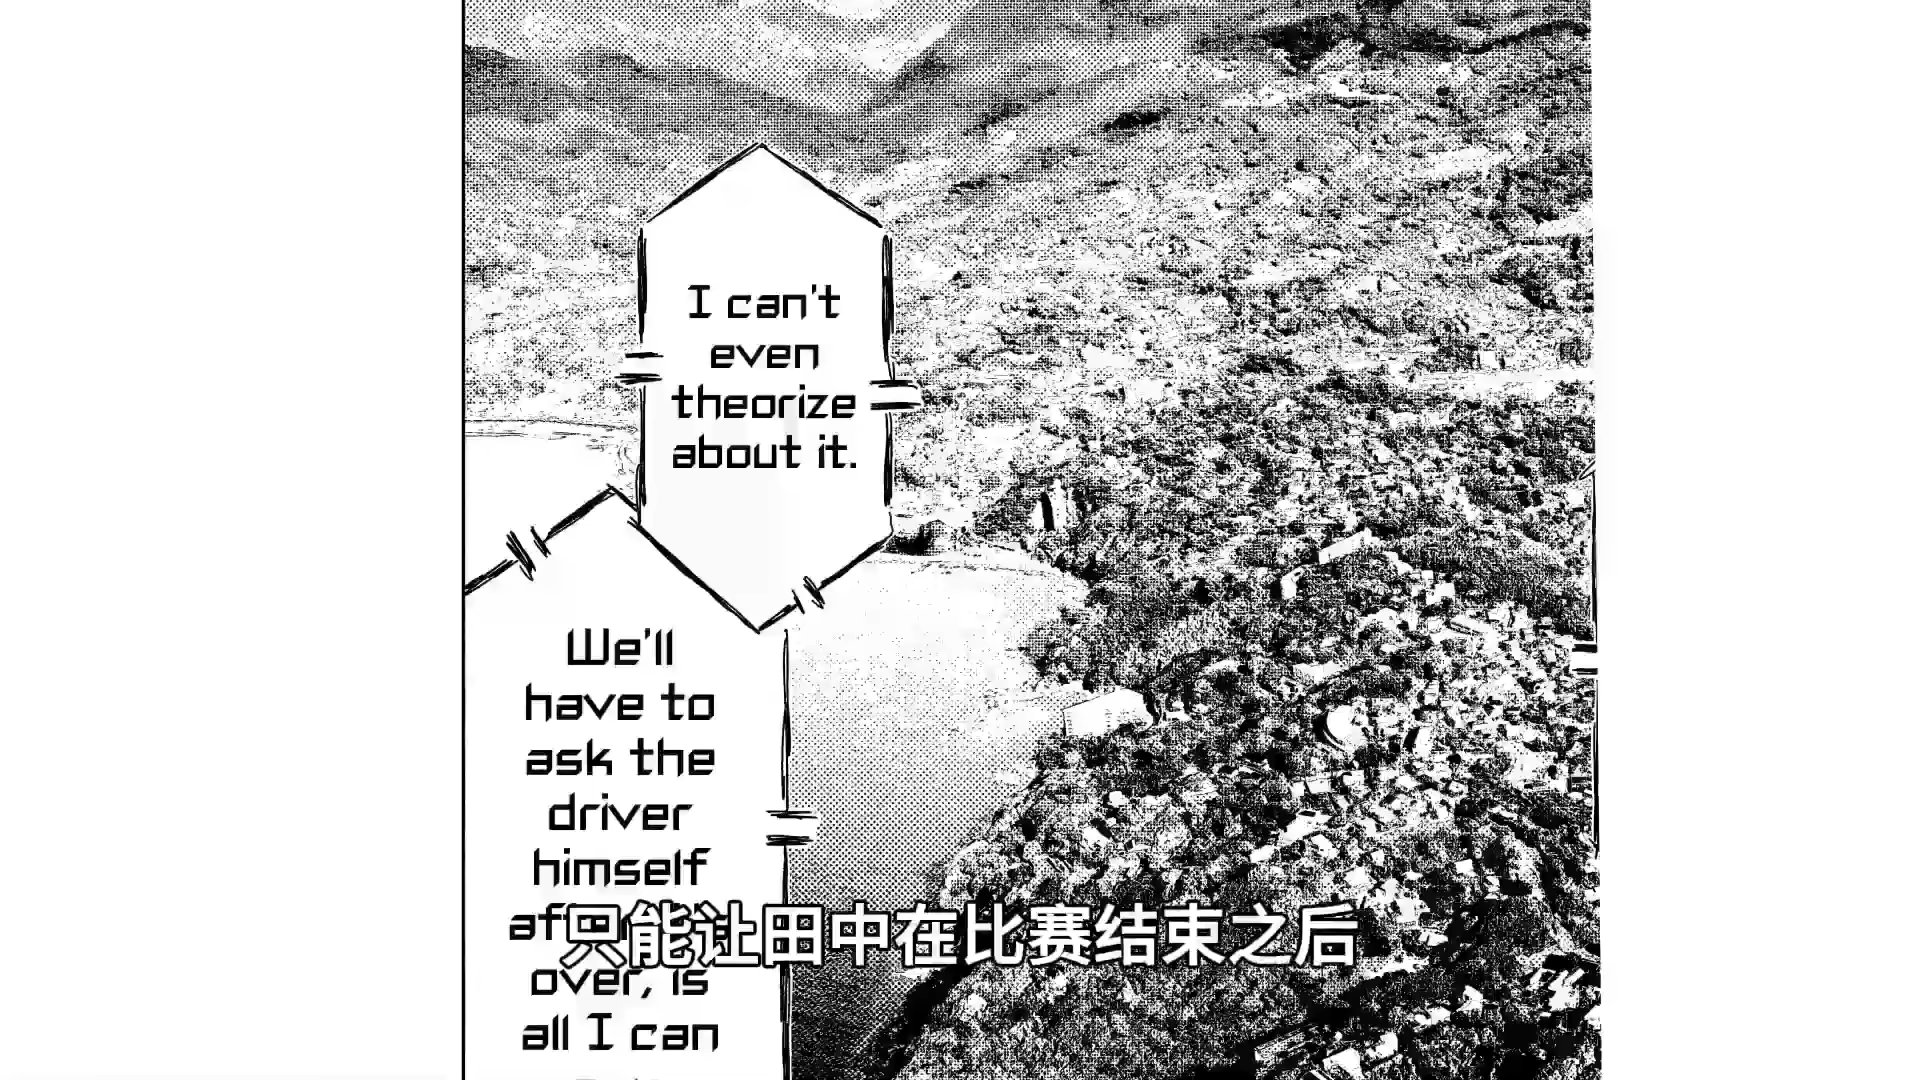 I can't
even
theorize
about it.
We'll
have to
ask the
driver
himself
over, is
all I can
只能让田中在比赛结束之后